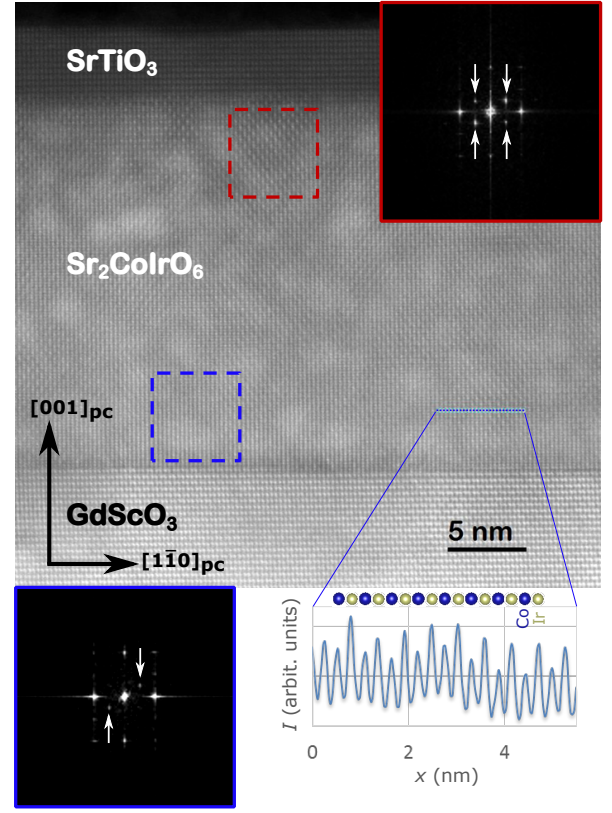 SrTiO₃
Sr₂CoIrO₆
[001]pc
GdScO₃
[11̄0]pc
5 nm
Co
Ir
I (arbit. units)
0
2
4
x (nm)